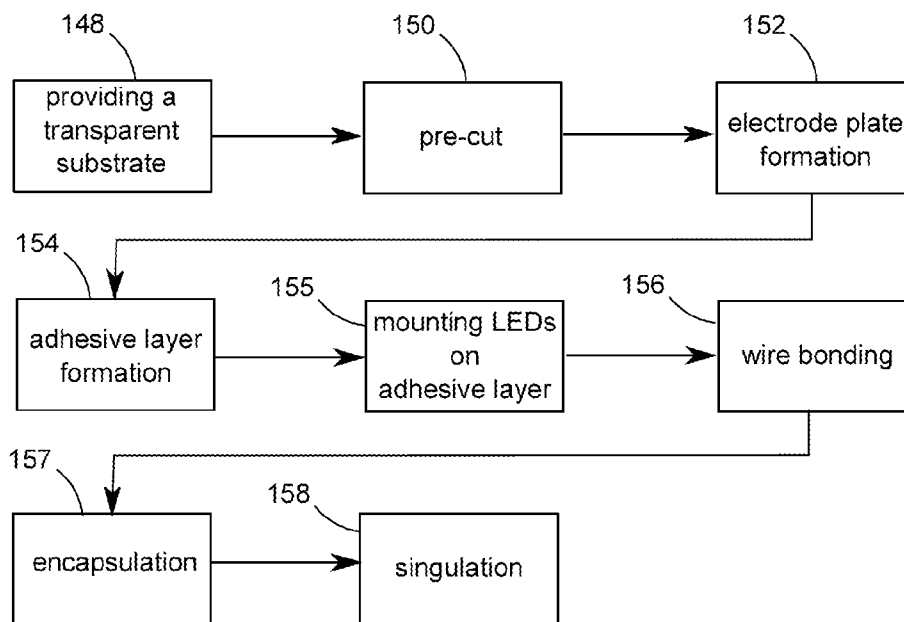 148
providing a
transparent
substrate
150
pre-cut
152
electrode plate
formation
154
adhesive layer
formation
155
mounting LEDs
on
adhesive layer
156
wire bonding
157
encapsulation
158
singulation